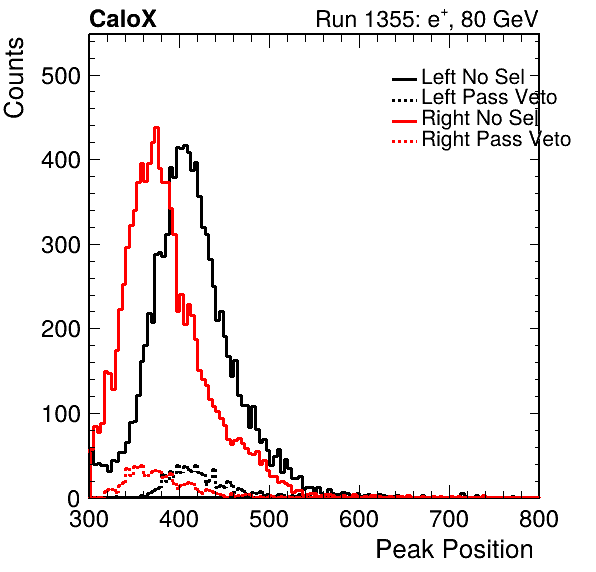 CaloX
Run 1355: e+, 80 GeV
Counts
500
400
300
200
100
0
Left No Sel
Left Pass Veto
Right No Sel
Right Pass Veto
300 400 500 600 700 800
Peak Position